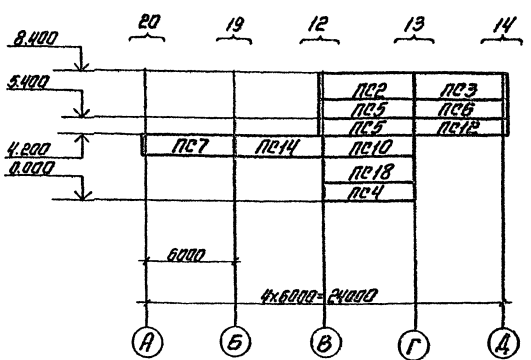 20 19 12 13 14
8.400
5.400
4.200
0.000
ПС2 ПС3
ПС5 ПС6
ПС5 ПС12
ПС7 ПС14 ПС10
ПС18
ПС4
6000
4х6000=24000
А Б В Г Д